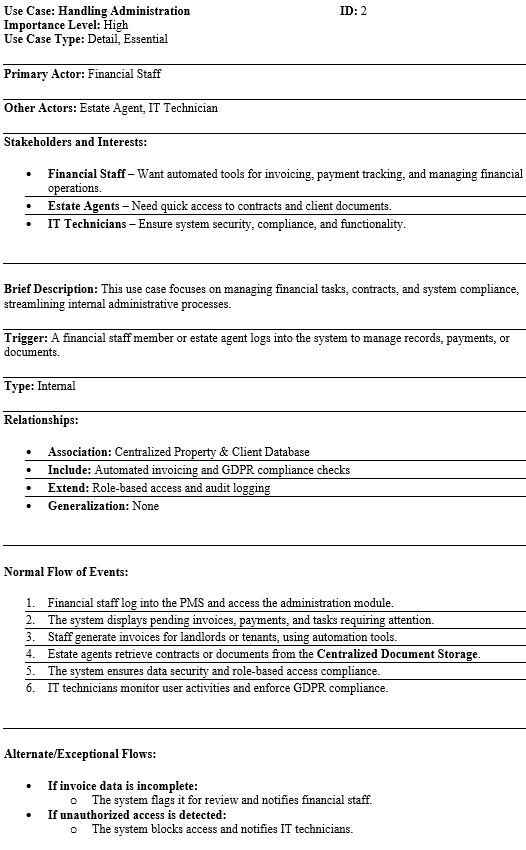 Use Case: Handling Administration ID: 2
Importance Level: High
Use Case Type: Detail, Essential
Primary Actor: Financial Staff
Other Actors: Estate Agent, IT Technician
Stakeholders and Interests:
• Financial Staff – Want automated tools for invoicing, payment tracking, and managing financial
operations.
• Estate Agents – Need quick access to contracts and client documents.
• IT Technicians – Ensure system security, compliance, and functionality.
Brief Description: This use case focuses on managing financial tasks, contracts, and system compliance,
streamlining internal administrative processes.
Trigger: A financial staff member or estate agent logs into the system to manage records, payments, or
documents.
Type: Internal
Relationships:
• Association: Centralized Property & Client Database
• Include: Automated invoicing and GDPR compliance checks
• Extend: Role-based access and audit logging
• Generalization: None
Normal Flow of Events:
1. Financial staff log into the PMS and access the administration module.
2. The system displays pending invoices, payments, and tasks requiring attention.
3. Staff generate invoices for landlords or tenants, using automation tools.
4. Estate agents retrieve contracts or documents from the Centralized Document Storage.
5. The system ensures data security and role-based access compliance.
6. IT technicians monitor user activities and enforce GDPR compliance.
Alternate/Exceptional Flows:
• If invoice data is incomplete:
o The system flags it for review and notifies financial staff.
• If unauthorized access is detected:
o The system blocks access and notifies IT technicians.